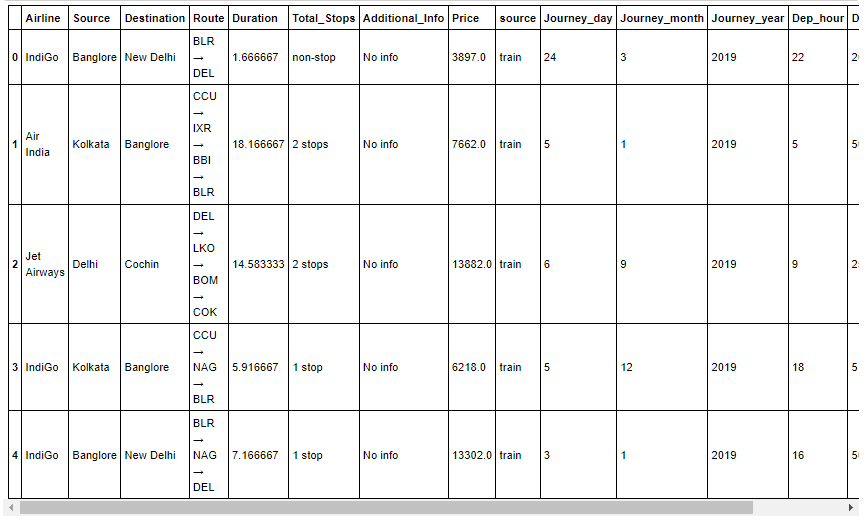 Airline Source Destination Route Duration Total_Stops Additional_Info Price source Journey_day Journey_month Journey_year Dep_hour D
0 IndiGo Banglore New Delhi BLR → DEL 1.666667 non-stop No info 3897.0 train 24 3 2019 22 2
1 Air India Kolkata Banglore CCU → IXR → BBI → BLR 18.166667 2 stops No info 7662.0 train 5 1 2019 5 5
2 Jet Airways Delhi Cochin DEL → LKO → BOM → COK 14.583333 2 stops No info 13882.0 train 6 9 2019 9 2
3 IndiGo Kolkata Banglore CCU → NAG → BLR 5.916667 1 stop No info 6218.0 train 5 12 2019 18 5
4 IndiGo Banglore New Delhi BLR → NAG → DEL 7.166667 1 stop No info 13302.0 train 3 1 2019 16 5